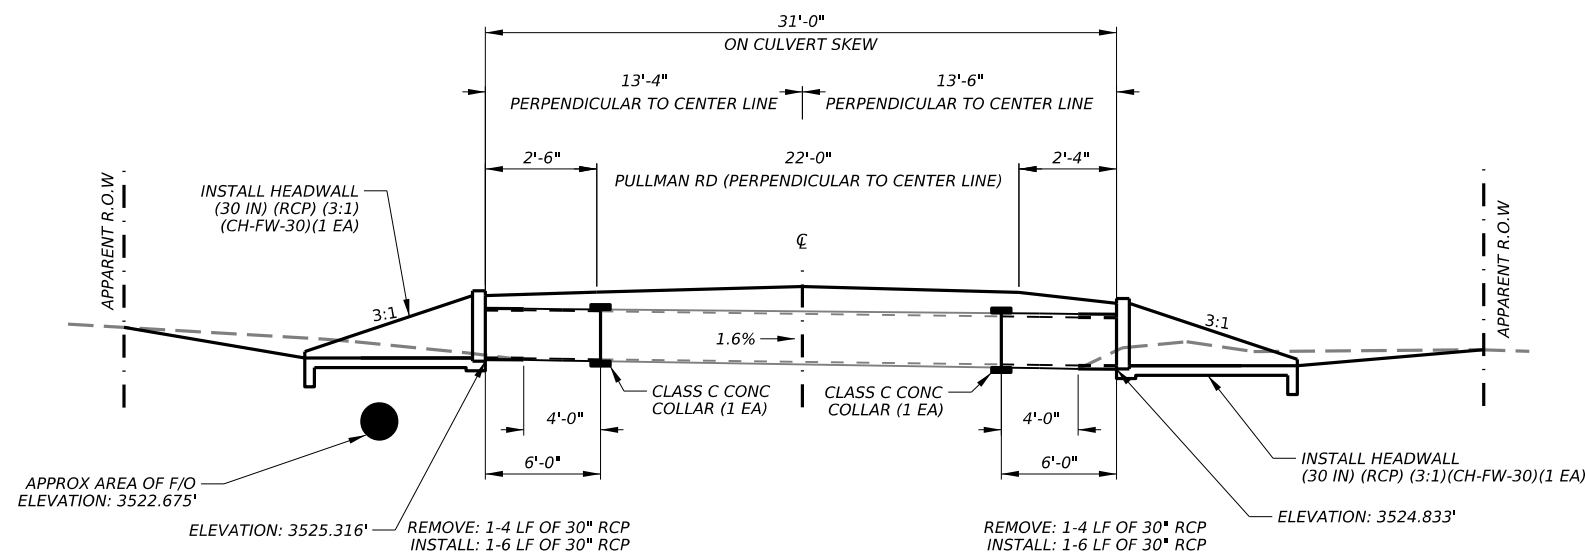 31'-0"
ON CULVERT SKEW
13'-4"
PERPENDICULAR TO CENTER LINE
13'-6"
PERPENDICULAR TO CENTER LINE
2'-6"
22'-0"
2'-4"
PULLMAN RD (PERPENDICULAR TO CENTER LINE)
APPARENT R.O.W
INSTALL HEADWALL
(30 IN) (RCP) (3:1)
(CH-FW-30)(1 EA)
APPARENT R.O.W
℄
3:1
3:1
1.6%
CLASS C CONC
COLLAR (1 EA)
CLASS C CONC
COLLAR (1 EA)
4'-0"
4'-0"
6'-0"
6'-0"
INSTALL HEADWALL
(30 IN) (RCP) (3:1)(CH-FW-30)(1 EA)
APPROX AREA OF F/O
ELEVATION: 3522.675'
ELEVATION: 3525.316'
REMOVE: 1-4 LF OF 30" RCP
INSTALL: 1-6 LF OF 30" RCP
REMOVE: 1-4 LF OF 30" RCP
INSTALL: 1-6 LF OF 30" RCP
ELEVATION: 3524.833'